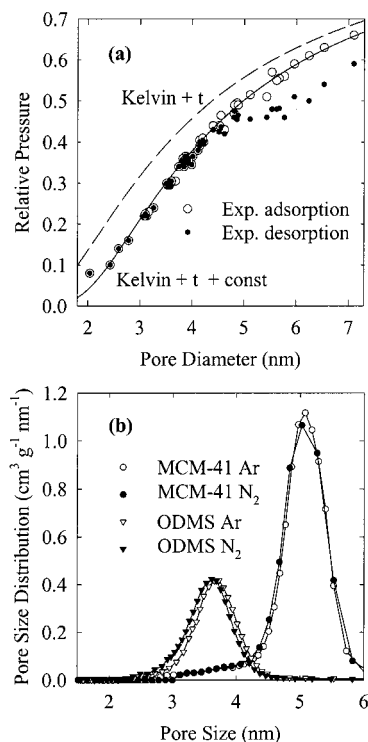 (a)
0.7
0.6
0.5
0.4
0.3
0.2
0.1
0.0
Relative Pressure
Kelvin + t
Exp. adsorption
Exp. desorption
Kelvin + t + const
2 3 4 5 6 7
Pore Diameter (nm)
(b)
1.2
1.0
0.8
0.6
0.4
0.2
0.0
Pore Size Distribution (cm³ g⁻¹ nm⁻¹)
MCM-41 Ar
MCM-41 N₂
ODMS Ar
ODMS N₂
2 3 4 5 6
Pore Size (nm)